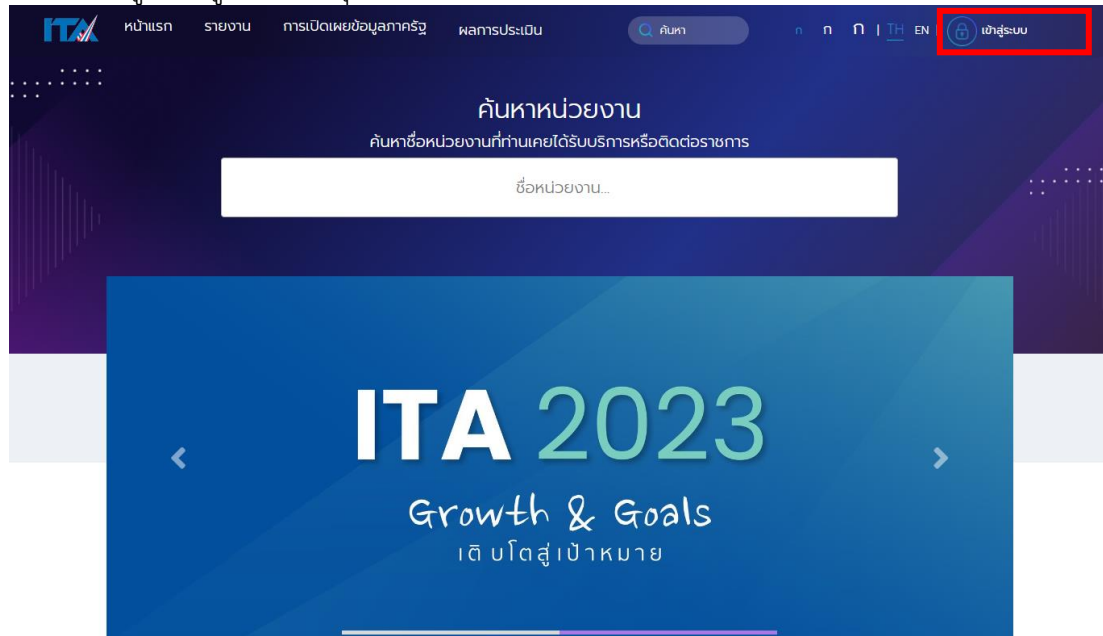 ITA หน้าแรก รายงาน การเปิดเผยข้อมูลภาครัฐ ผลการประเมิน ค้นหา ก ก ก | TH EN | เข้าสู่ระบบ
ค้นหาหน่วยงาน
ค้นหาชื่อหน่วยงานที่ท่านเคยได้รับบริการหรือติดต่อราชการ
ชื่อหน่วยงาน...
ITA 2023
Growth & Goals
เติบโตสู่เป้าหมาย